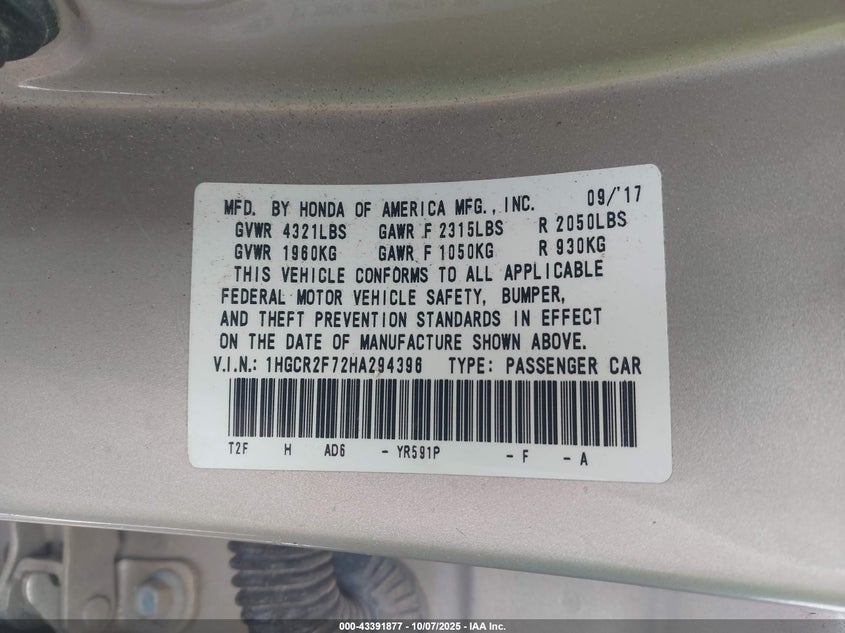 MFD. BY HONDA OF AMERICA MFG., INC. 09/'17
GVWR 4321LBS GAWR F 2315LBS R 2050LBS
GVWR 1960KG GAWR F 1050KG R 930KG
THIS VEHICLE CONFORMS TO ALL APPLICABLE
FEDERAL MOTOR VEHICLE SAFETY, BUMPER,
AND THEFT PREVENTION STANDARDS IN EFFECT
ON THE DATE OF MANUFACTURE SHOWN ABOVE.
V.I.N.: 1HGCR2F72HA294396 TYPE: PASSENGER CAR
T2F H AD6 - YR591P - F - A
000-43391877 | 10/07/2025 | © IAA Inc.